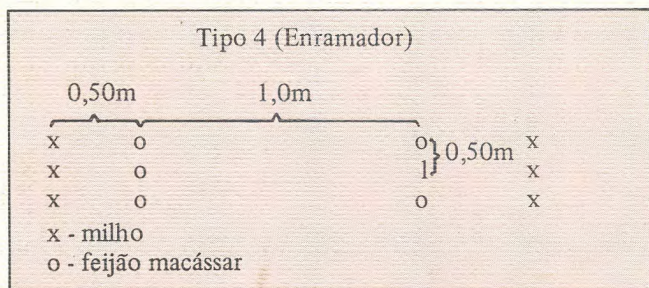 Tipo 4 (Enramador)
0,50m 1,0m
x o o x
0,50m
x o l x
x o o x
x - milho
o - feijão macássar